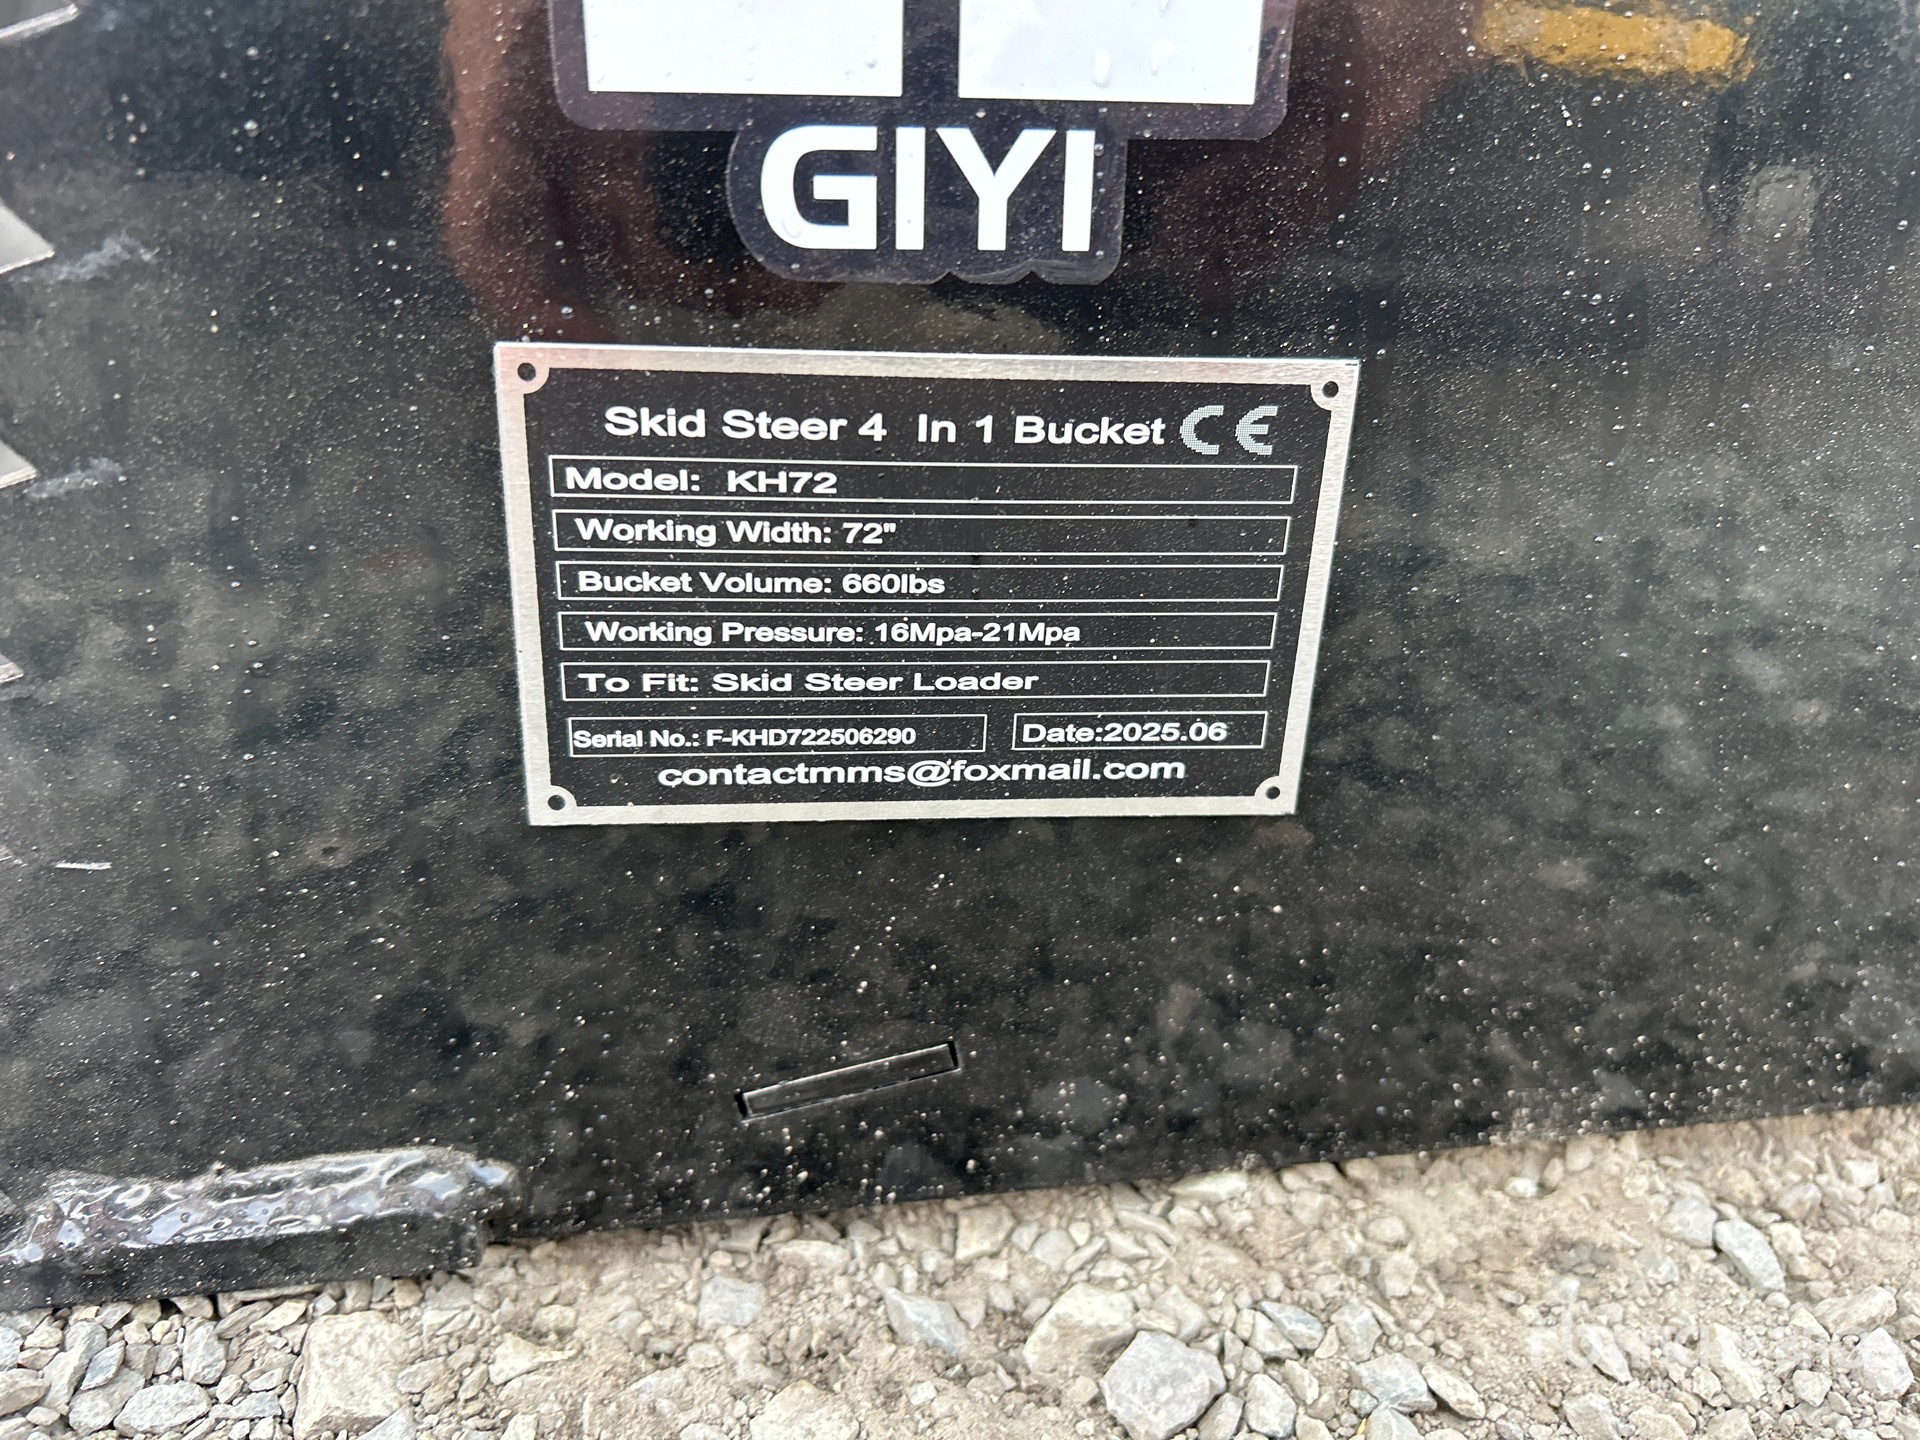 GIYI
Skid Steer 4 In 1 Bucket CE
Model: KH72
Working Width: 72"
Bucket Volume: 660lbs
Working Pressure: 16Mpa-21Mpa
To Fit: Skid Steer Loader
Serial No.: F-KHD722506290 Date:2025.06
contactmms@foxmail.com